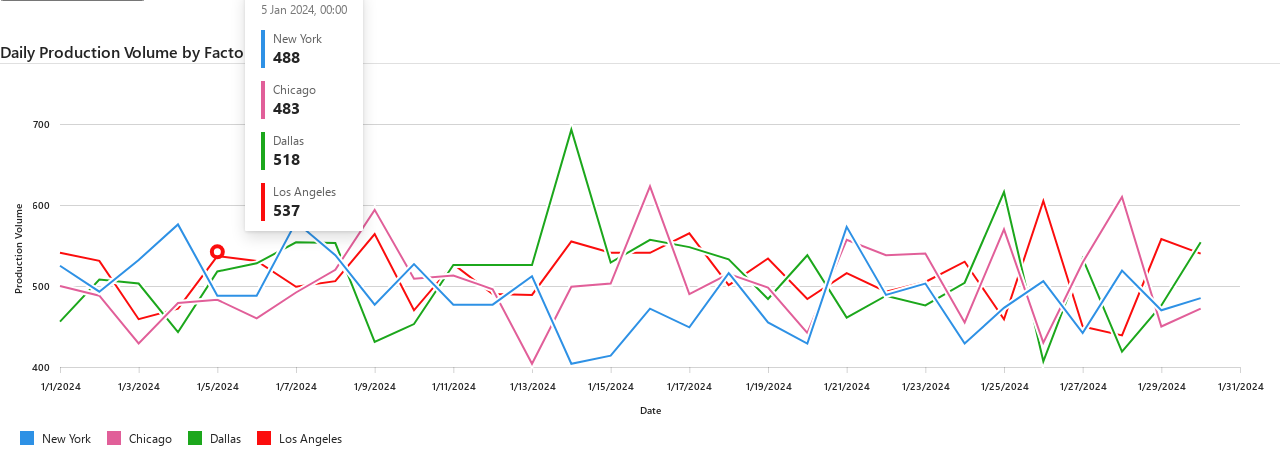 5 Jan 2024, 00:00
New York
488
Chicago
483
Dallas
518
Los Angeles
537
Daily Production Volume by Facto
700
600
500
400
Production Volume
1/1/2024 1/3/2024 1/5/2024 1/7/2024 1/9/2024 1/11/2024 1/13/2024 1/15/2024 1/17/2024 1/19/2024 1/21/2024 1/23/2024 1/25/2024 1/27/2024 1/29/2024 1/31/2024
Date
New York Chicago Dallas Los Angeles